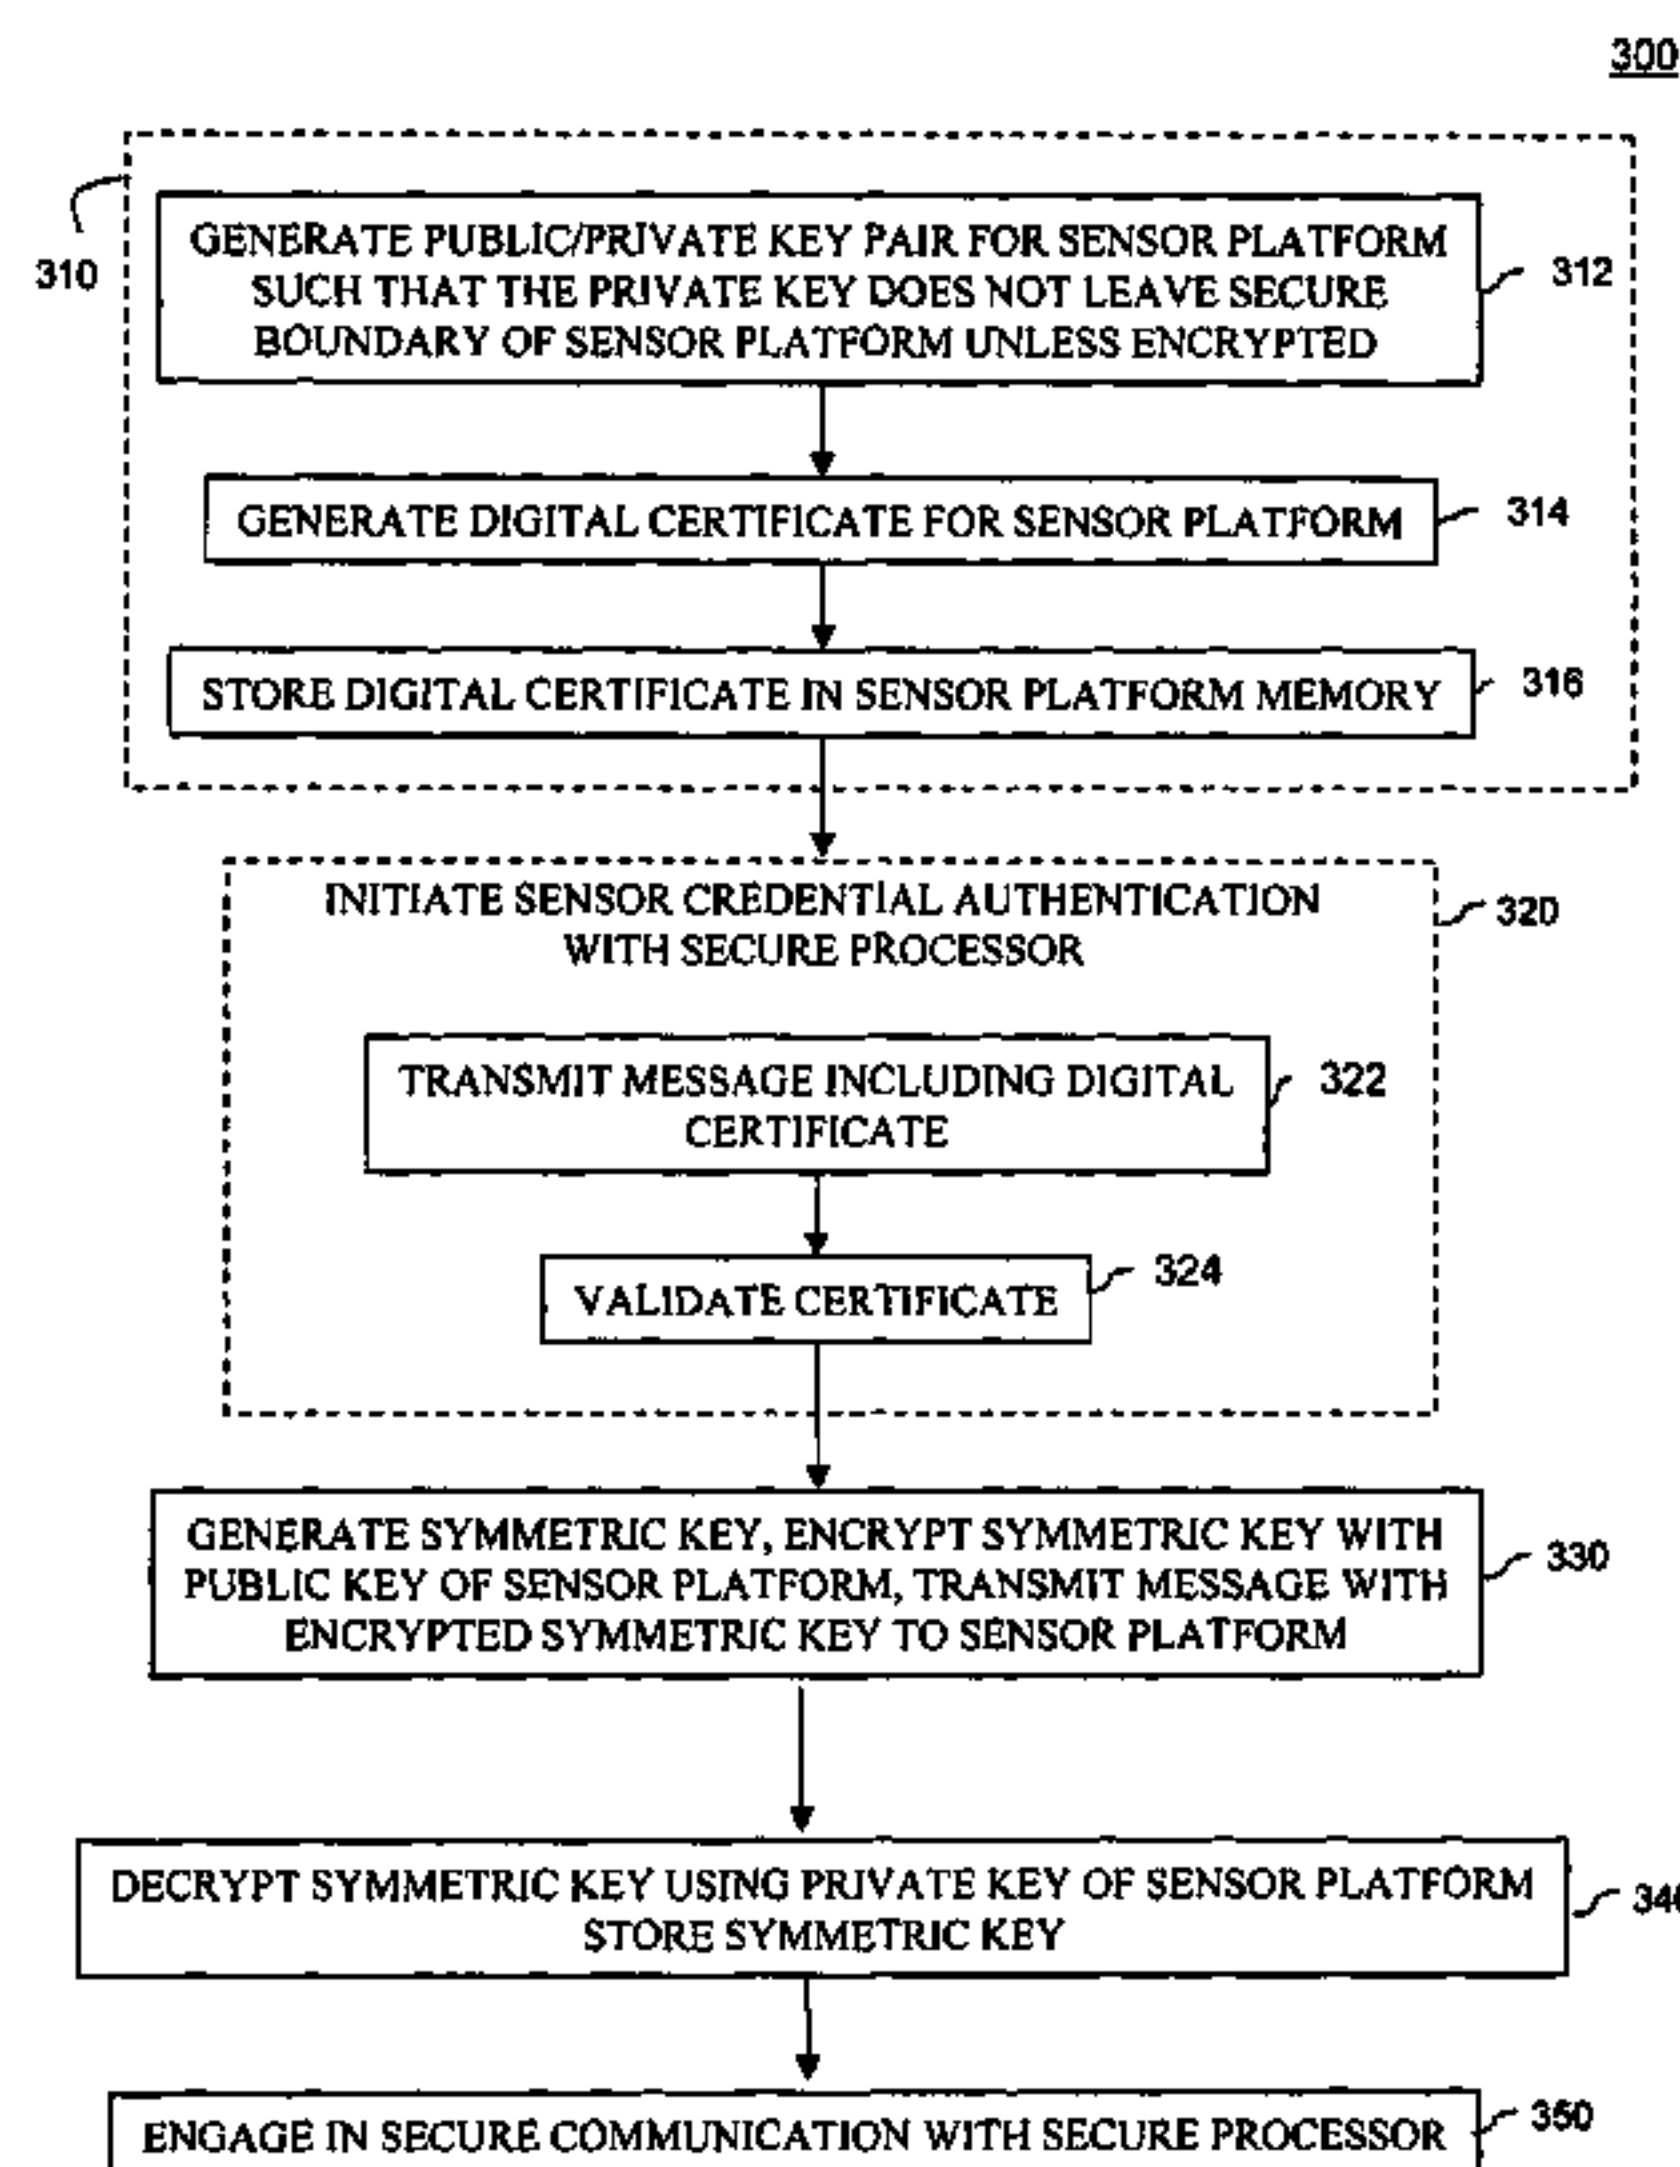 300
310
GENERATE PUBLIC/PRIVATE KEY PAIR FOR SENSOR PLATFORM
SUCH THAT THE PRIVATE KEY DOES NOT LEAVE SECURE
BOUNDARY OF SENSOR PLATFORM UNLESS ENCRYPTED
312
GENERATE DIGITAL CERTIFICATE FOR SENSOR PLATFORM
314
STORE DIGITAL CERTIFICATE IN SENSOR PLATFORM MEMORY
316
INITIATE SENSOR CREDENTIAL AUTHENTICATION
WITH SECURE PROCESSOR
320
TRANSMIT MESSAGE INCLUDING DIGITAL
CERTIFICATE
322
VALIDATE CERTIFICATE
324
GENERATE SYMMETRIC KEY, ENCRYPT SYMMETRIC KEY WITH
PUBLIC KEY OF SENSOR PLATFORM, TRANSMIT MESSAGE WITH
ENCRYPTED SYMMETRIC KEY TO SENSOR PLATFORM
330
DECRYPT SYMMETRIC KEY USING PRIVATE KEY OF SENSOR PLATFORM
STORE SYMMETRIC KEY
340
ENGAGE IN SECURE COMMUNICATION WITH SECURE PROCESSOR
350